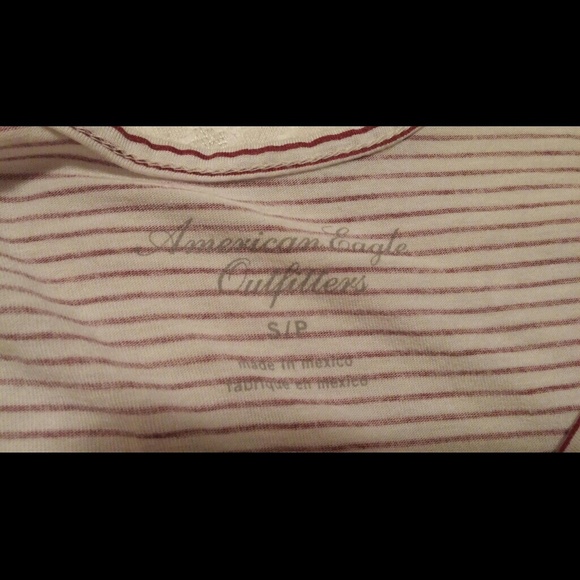 American Eagle
Outfitters
S/P
made in mexico
fabriqué en mexico